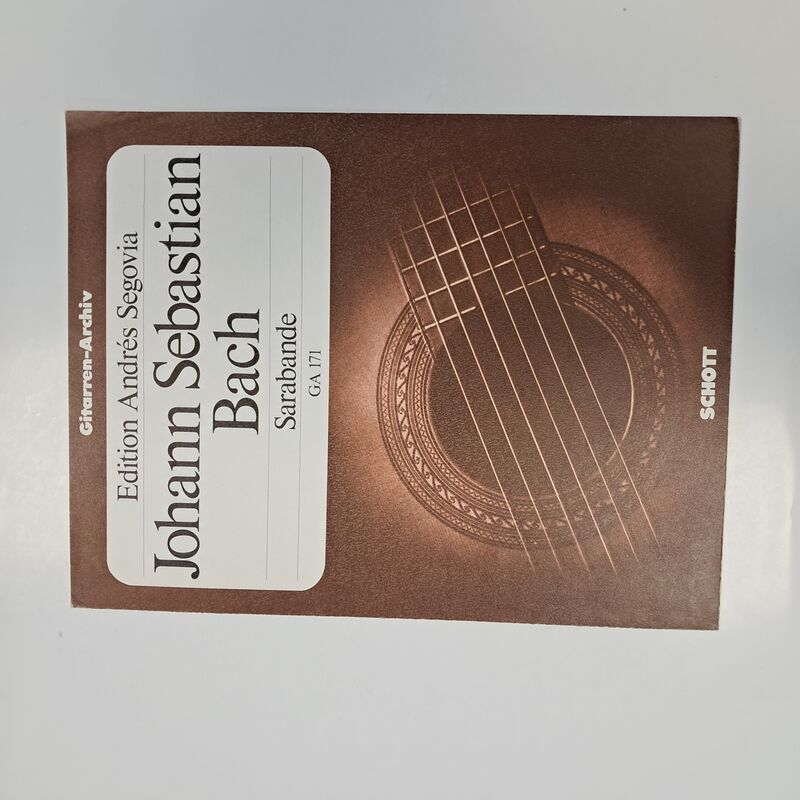 Gitarren-Archiv
Edition Andrés Segovia
Johann Sebastian
Bach
Sarabande
GA 171
SCHOTT